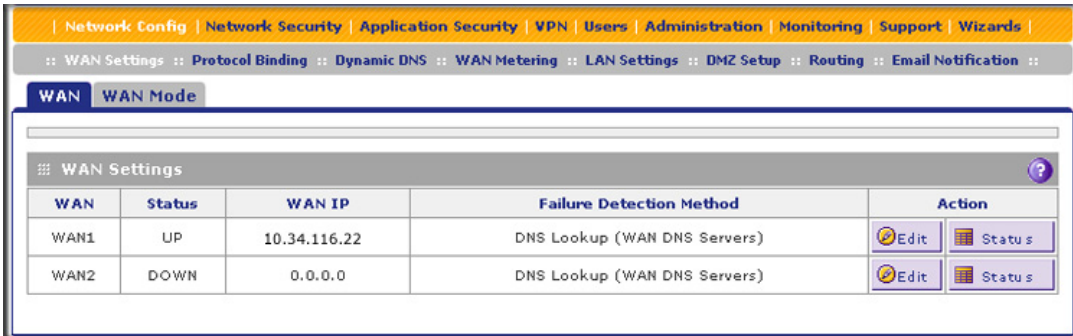 | Network Config | Network Security | Application Security | VPN | Users | Administration | Monitoring | Support | Wizards |
:: WAN Settings :: Protocol Binding :: Dynamic DNS :: WAN Metering :: LAN Settings :: DMZ Setup :: Routing :: Email Notification ::
WAN WAN Mode
WAN Settings ?
WAN Status WAN IP Failure Detection Method Action
WAN1 UP 10.34.116.22 DNS Lookup (WAN DNS Servers) Edit Status
WAN2 DOWN 0.0.0.0 DNS Lookup (WAN DNS Servers) Edit Status